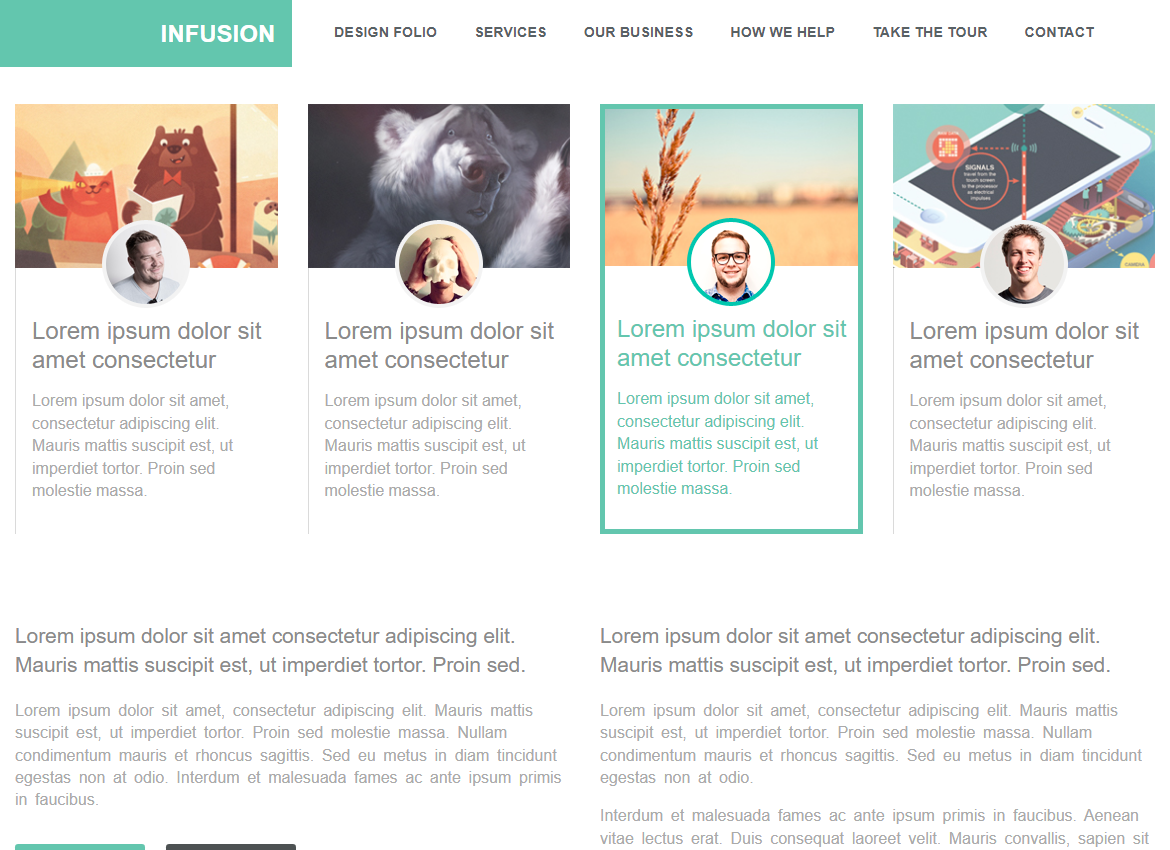 INFUSION
DESIGN FOLIO
SERVICES
OUR BUSINESS
HOW WE HELP
TAKE THE TOUR
CONTACT
SIGNALS
travel from the
touch screen
to the processor
as electrical
impulses
CAMERA
Lorem ipsum dolor sit
amet consectetur
Lorem ipsum dolor sit amet,
consectetur adipiscing elit.
Mauris mattis suscipit est, ut
imperdiet tortor. Proin sed
molestie massa.
Lorem ipsum dolor sit
amet consectetur
Lorem ipsum dolor sit amet,
consectetur adipiscing elit.
Mauris mattis suscipit est, ut
imperdiet tortor. Proin sed
molestie massa.
Lorem ipsum dolor sit
amet consectetur
Lorem ipsum dolor sit amet,
consectetur adipiscing elit.
Mauris mattis suscipit est, ut
imperdiet tortor. Proin sed
molestie massa.
Lorem ipsum dolor sit
amet consectetur
Lorem ipsum dolor sit amet,
consectetur adipiscing elit.
Mauris mattis suscipit est, ut
imperdiet tortor. Proin sed
molestie massa.
Lorem ipsum dolor sit amet consectetur adipiscing elit.
Mauris mattis suscipit est, ut imperdiet tortor. Proin sed.
Lorem ipsum dolor sit amet, consectetur adipiscing elit. Mauris mattis
suscipit est, ut imperdiet tortor. Proin sed molestie massa. Nullam
condimentum mauris et rhoncus sagittis. Sed eu metus in diam tincidunt
egestas non at odio. Interdum et malesuada fames ac ante ipsum primis
in faucibus.
Lorem ipsum dolor sit amet consectetur adipiscing elit.
Mauris mattis suscipit est, ut imperdiet tortor. Proin sed.
Lorem ipsum dolor sit amet, consectetur adipiscing elit. Mauris mattis
suscipit est, ut imperdiet tortor. Proin sed molestie massa. Nullam
condimentum mauris et rhoncus sagittis. Sed eu metus in diam tincidunt
egestas non at odio.
Interdum et malesuada fames ac ante ipsum primis in faucibus. Aenean
vitae lectus erat. Duis consequat laoreet velit. Mauris convallis, sapien sit